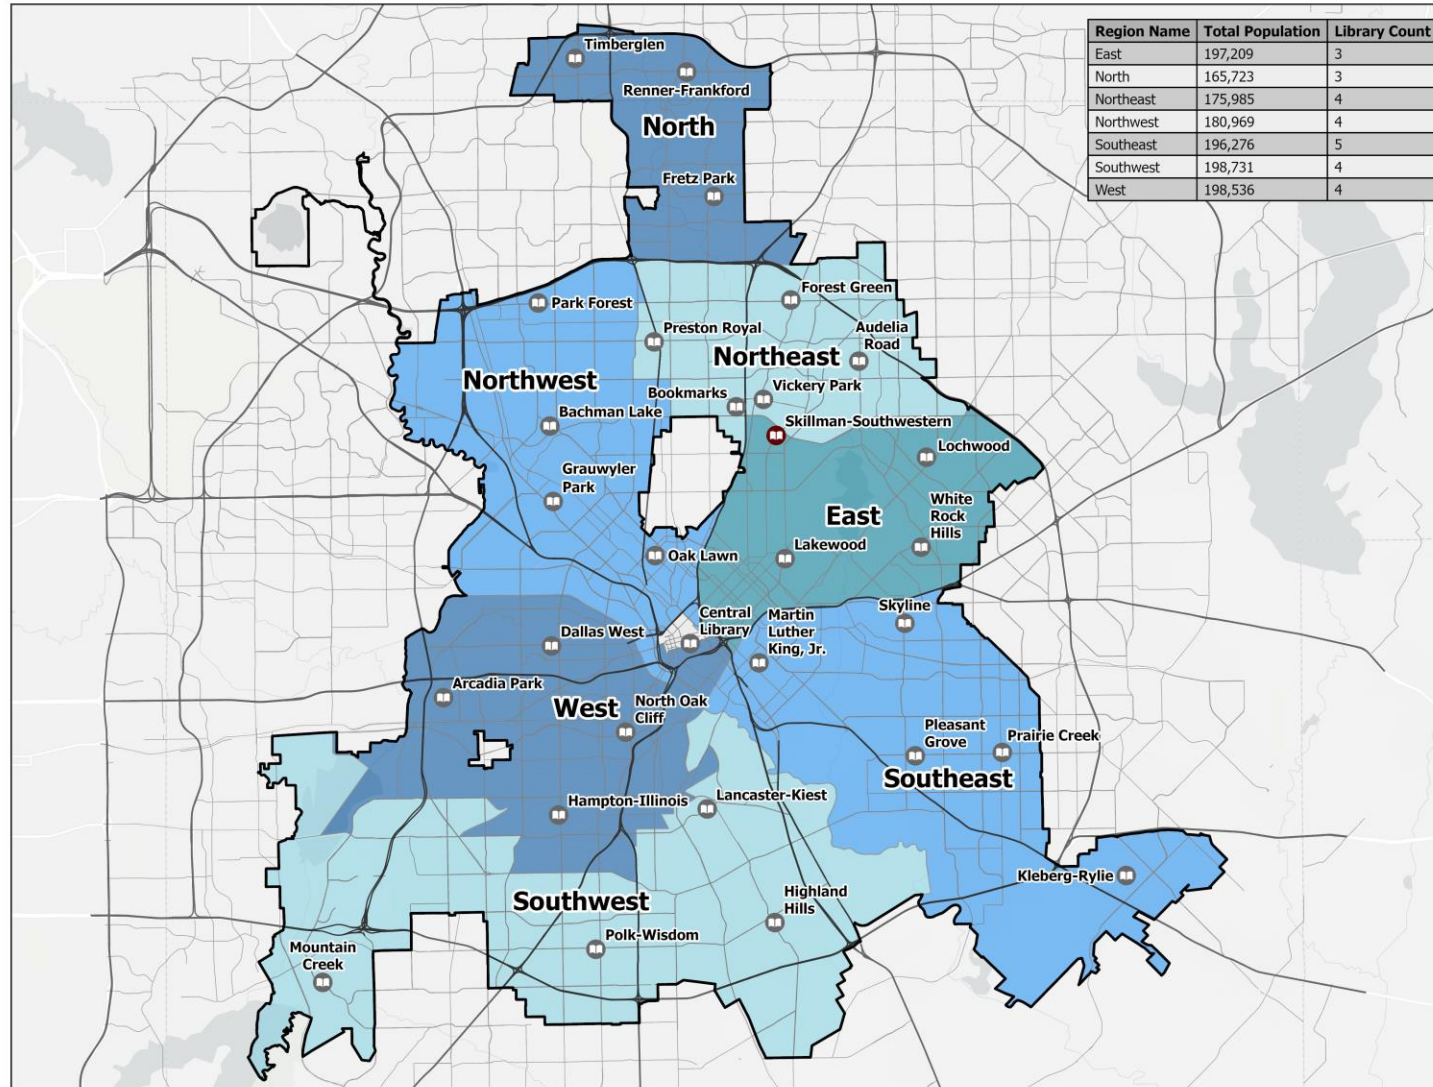 Region Name Total Population Library Count
East 197,209 3
North 165,723 3
Northeast 175,985 4
Northwest 180,969 4
Southeast 196,276 5
Southwest 198,731 4
West 198,536 4
Timberglen
Renner-Frankford
North
Fretz Park
Forest Green
Park Forest
Preston Royal
Audelia
Road
Northeast
Northwest
Vickery Park
Bookmarks
Bachman Lake
Skillman-Southwestern
Lochwood
Grauwyler
Park
White
Rock
Hills
East
Lakewood
Oak Lawn
Skyline
Central
Library
Martin
Luther
King, Jr.
Dallas West
Arcadia Park
North Oak
Cliff
West
Pleasant
Grove
Prairie Creek
Southeast
Hampton-Illinois
Lancaster-Kiest
Kleberg-Rylie
Highland
Hills
Southwest
Polk-Wisdom
Mountain
Creek